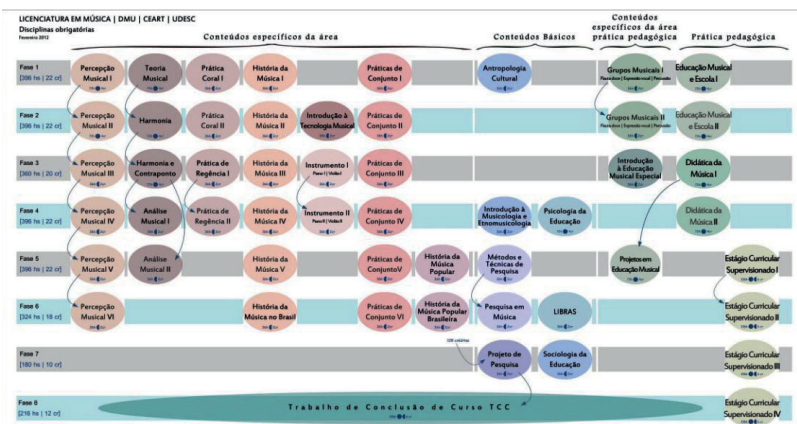 LICENCIATURA EM MÚSICA | DMU | CEART | UDESC
Disciplinas obrigatórias
Fevereiro 2012
Conteúdos específicos da área
Conteúdos Básicos
Conteúdos
específicos da área
prática pedagógica
Prática pedagógica
Fase 1
[396 hs | 22 cr]
Percepção
Musical I
Teoria
Musical
Prática
Coral I
História da
Música I
Práticas de
Conjunto I
Antropologia
Cultural
Grupos Musicais I
Educação Musical
e Escola I
Fase 2
[396 hs | 22 cr]
Percepção
Musical II
Harmonia
Prática
Coral II
História da
Música II
Introdução à
Tecnologia Musical
Práticas de
Conjunto II
Grupos Musicais II
Educação Musical
e Escola II
Fase 3
[360 hs | 20 cr]
Percepção
Musical III
Harmonia e
Contraponto
Prática de
Regência I
História da
Música III
Instrumento I
Piano I | Violão I
Práticas de
Conjunto III
Introdução
à Educação
Musical Especial
Didática da
Música I
Fase 4
[396 hs | 22 cr]
Percepção
Musical IV
Análise
Musical I
Prática de
Regência II
História da
Música IV
Instrumento II
Piano II | Violão II
Práticas de
Conjunto IV
Introdução à
Musicologia e
Etnomusicologia
Psicologia da
Educação
Didática da
Música II
Fase 5
[396 hs | 22 cr]
Percepção
Musical V
Análise
Musical II
História da
Música V
Práticas de
ConjuntoV
História da
Música
Popular
Métodos e
Técnicas de
Pesquisa
Projetos em
Educação Musical
Estágio Curricular
Supervisionado I
Fase 6
[324 hs | 18 cr]
Percepção
Musical VI
História da
Música no Brasil
Práticas de
Conjunto VI
História da
Música Popular
Brasileira
Pesquisa em
Música
LIBRAS
Estágio Curricular
Supervisionado II
Fase 7
[180 hs | 10 cr]
Projeto de
Pesquisa
Sociologia da
Educação
Estágio Curricular
Supervisionado III
Fase 8
[216 hs | 12 cr]
Trabalho de Conclusão de Curso TCC
Estágio Curricular
Supervisionado IV